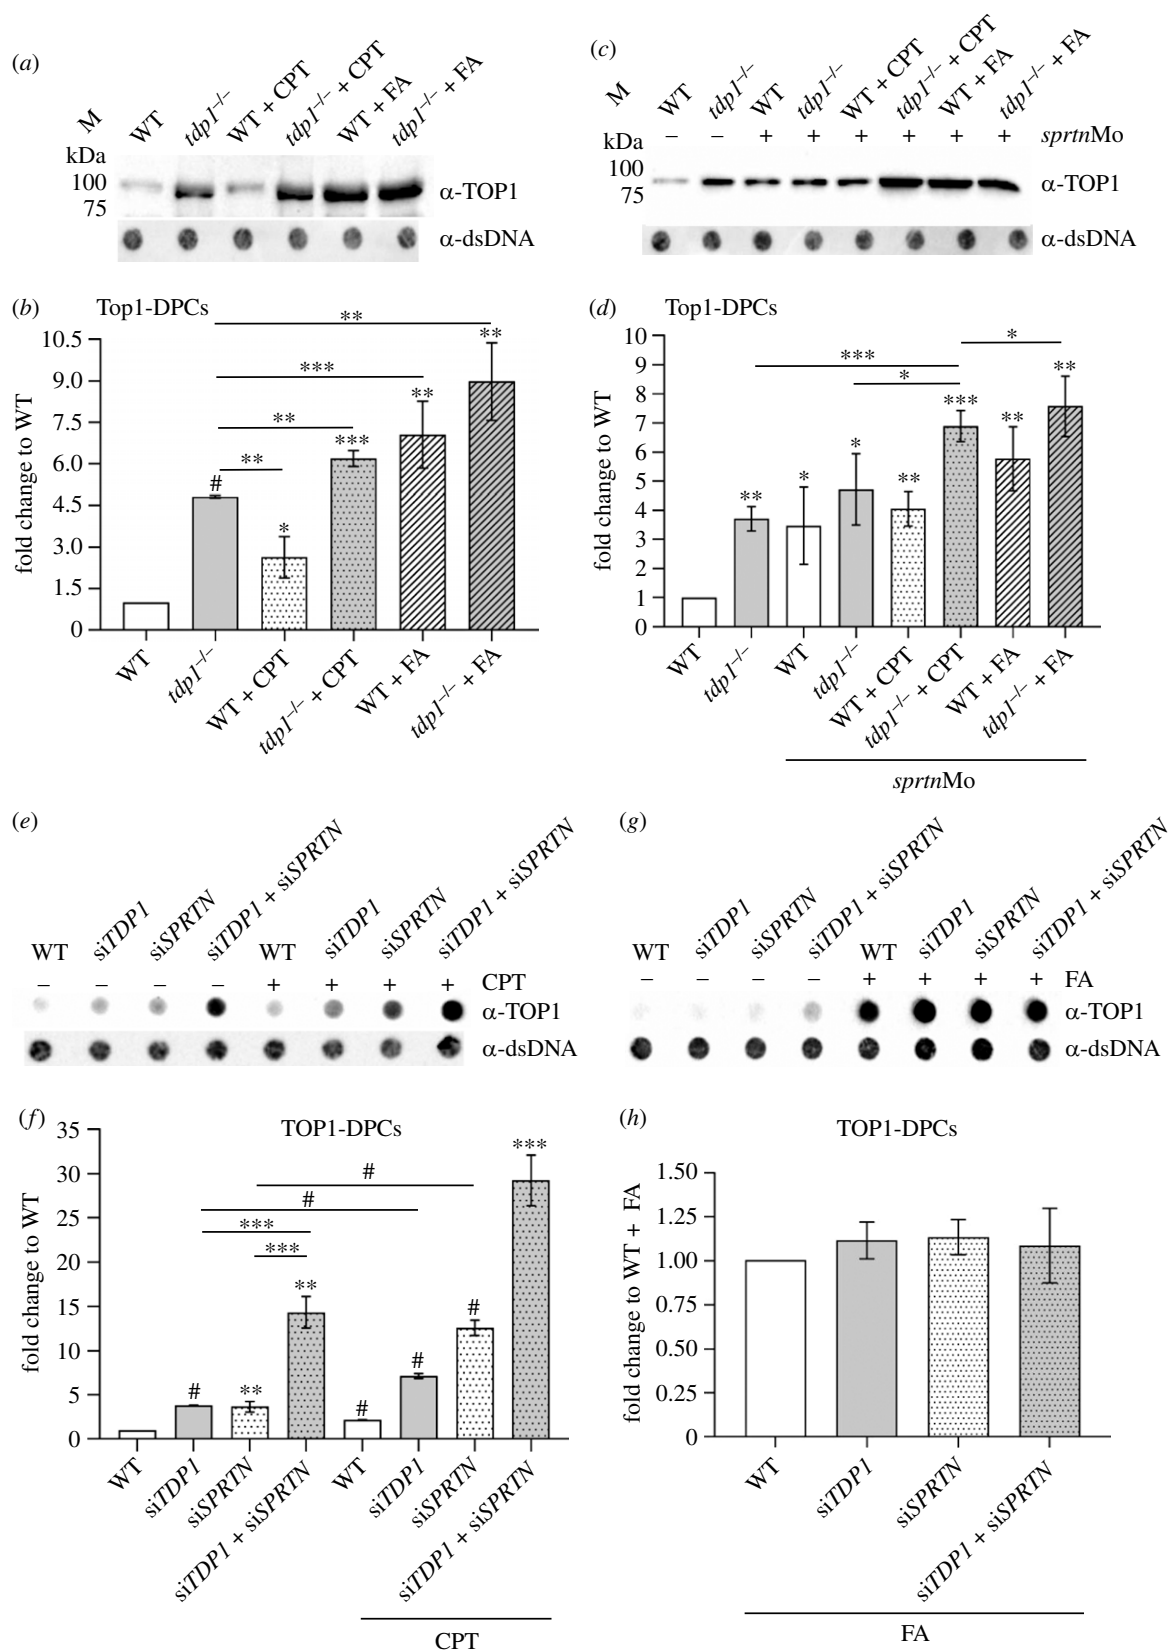 (a)
M WT tdp1–/– WT + CPT tdp1–/– + CPT WT + FA tdp1–/– + FA
kDa
100
75
α-TOP1
α-dsDNA
(b) Top1-DPCs
fold change to WT
10.5
9.0
7.5
6.0
4.5
3.0
1.5
0
** *** ** **
# * *** ** **
WT tdp1–/– WT + CPT tdp1–/– + CPT WT + FA tdp1–/– + FA
(c)
M WT tdp1–/– WT tdp1–/– WT + CPT tdp1–/– + CPT WT + FA tdp1–/– + FA
– – + + + + + + sprtnMo
kDa
100
75
α-TOP1
α-dsDNA
(d) Top1-DPCs
fold change to WT
10
9
8
7
6
5
4
3
2
1
0
* *** *
** * * ** *** ** **
WT tdp1–/– WT tdp1–/– WT + CPT tdp1–/– + CPT WT + FA tdp1–/– + FA
sprtnMo
(e)
WT siTDP1 siSPRTN siTDP1 + siSPRTN WT siTDP1 siSPRTN siTDP1 + siSPRTN
– – – – + + + + CPT
α-TOP1
α-dsDNA
(f) TOP1-DPCs
fold change to WT
35
30
25
20
15
10
5
0
# # *** ***
# ** ** # # # ***
WT siTDP1 siSPRTN siTDP1 + siSPRTN WT siTDP1 siSPRTN siTDP1 + siSPRTN
CPT
(g)
WT siTDP1 siSPRTN siTDP1 + siSPRTN WT siTDP1 siSPRTN siTDP1 + siSPRTN
– – – – + + + + FA
α-TOP1
α-dsDNA
(h) TOP1-DPCs
fold change to WT + FA
1.50
1.25
1.00
0.75
0.50
0.25
0
WT siTDP1 siSPRTN siTDP1 + siSPRTN
FA